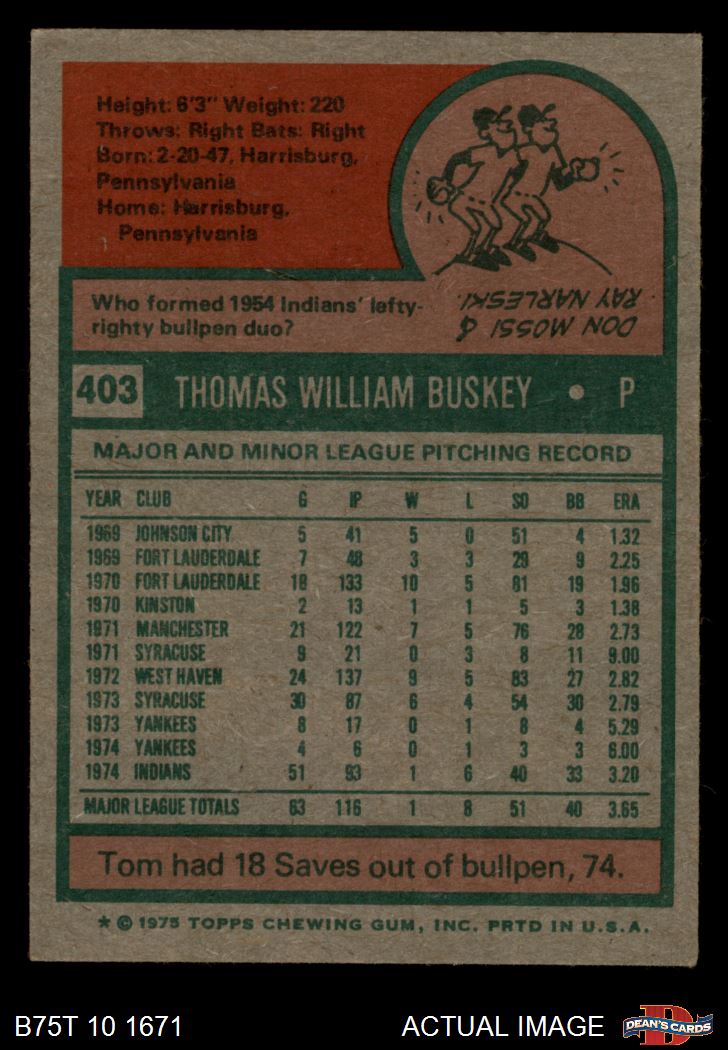 Height: 6'3" Weight: 220
Throws: Right Bats: Right
Born: 2-20-47, Harrisburg,
Pennsylvania
Home: Harrisburg,
Pennsylvania
Who formed 1954 Indians' lefty-
righty bullpen duo?
DON MOSSI &
RAY NARLESKI.
403 THOMAS WILLIAM BUSKEY • P
MAJOR AND MINOR LEAGUE PITCHING RECORD
YEAR CLUB G IP W L SO BB ERA
1969 JOHNSON CITY 5 41 5 0 51 4 1.32
1969 FORT LAUDERDALE 7 48 3 3 29 9 2.25
1970 FORT LAUDERDALE 18 133 10 5 81 19 1.96
1970 KINSTON 2 13 1 1 5 3 1.38
1971 MANCHESTER 21 122 7 5 76 28 2.73
1971 SYRACUSE 9 21 0 3 8 11 9.00
1972 WEST HAVEN 24 137 9 5 83 27 2.82
1973 SYRACUSE 30 87 6 4 54 30 2.79
1973 YANKEES 8 17 0 1 8 4 5.29
1974 YANKEES 4 6 0 1 3 3 6.00
1974 INDIANS 51 93 1 6 40 33 3.20
MAJOR LEAGUE TOTALS 63 116 1 8 51 40 3.65
Tom had 18 Saves out of bullpen, 74.
* © 1975 TOPPS CHEWING GUM, INC. PRTD IN U.S.A.
B75T 10 1671 ACTUAL IMAGE DEAN'S CARDS